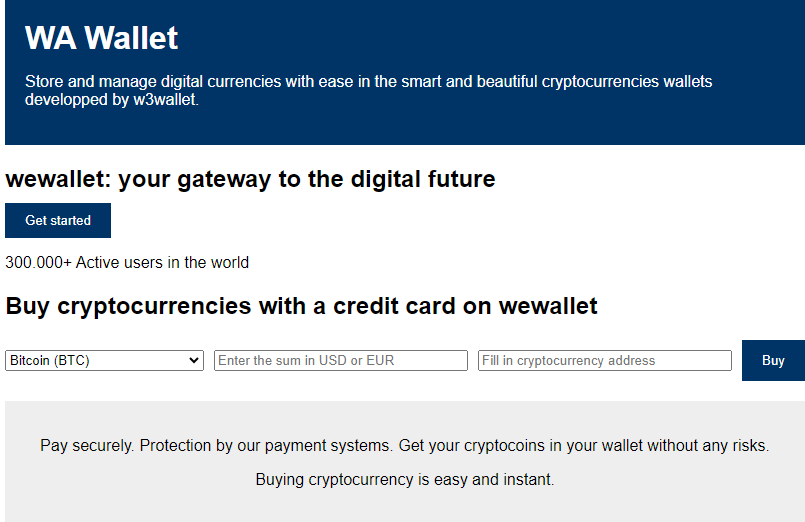 WA Wallet
Store and manage digital currencies with ease in the smart and beautiful cryptocurrencies wallets
developped by w3wallet.
wewallet: your gateway to the digital future
Get started
300.000+ Active users in the world
Buy cryptocurrencies with a credit card on wewallet
Bitcoin (BTC) Enter the sum in USD or EUR Fill in cryptocurrency address Buy
Pay securely. Protection by our payment systems. Get your cryptocoins in your wallet without any risks.
Buying cryptocurrency is easy and instant.